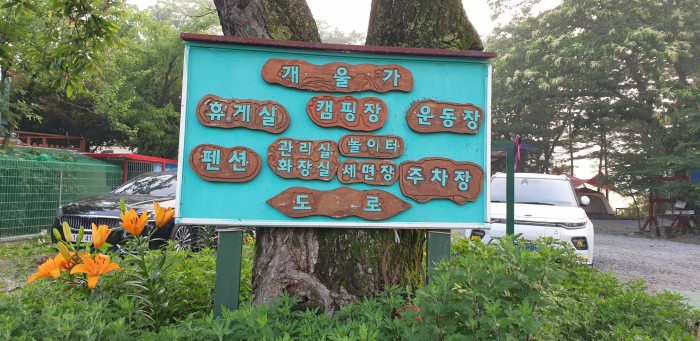 개울가
휴게실 캠핑장 운동장
펜션 관리실 놀이터
화장실 세면장 주차장
도로